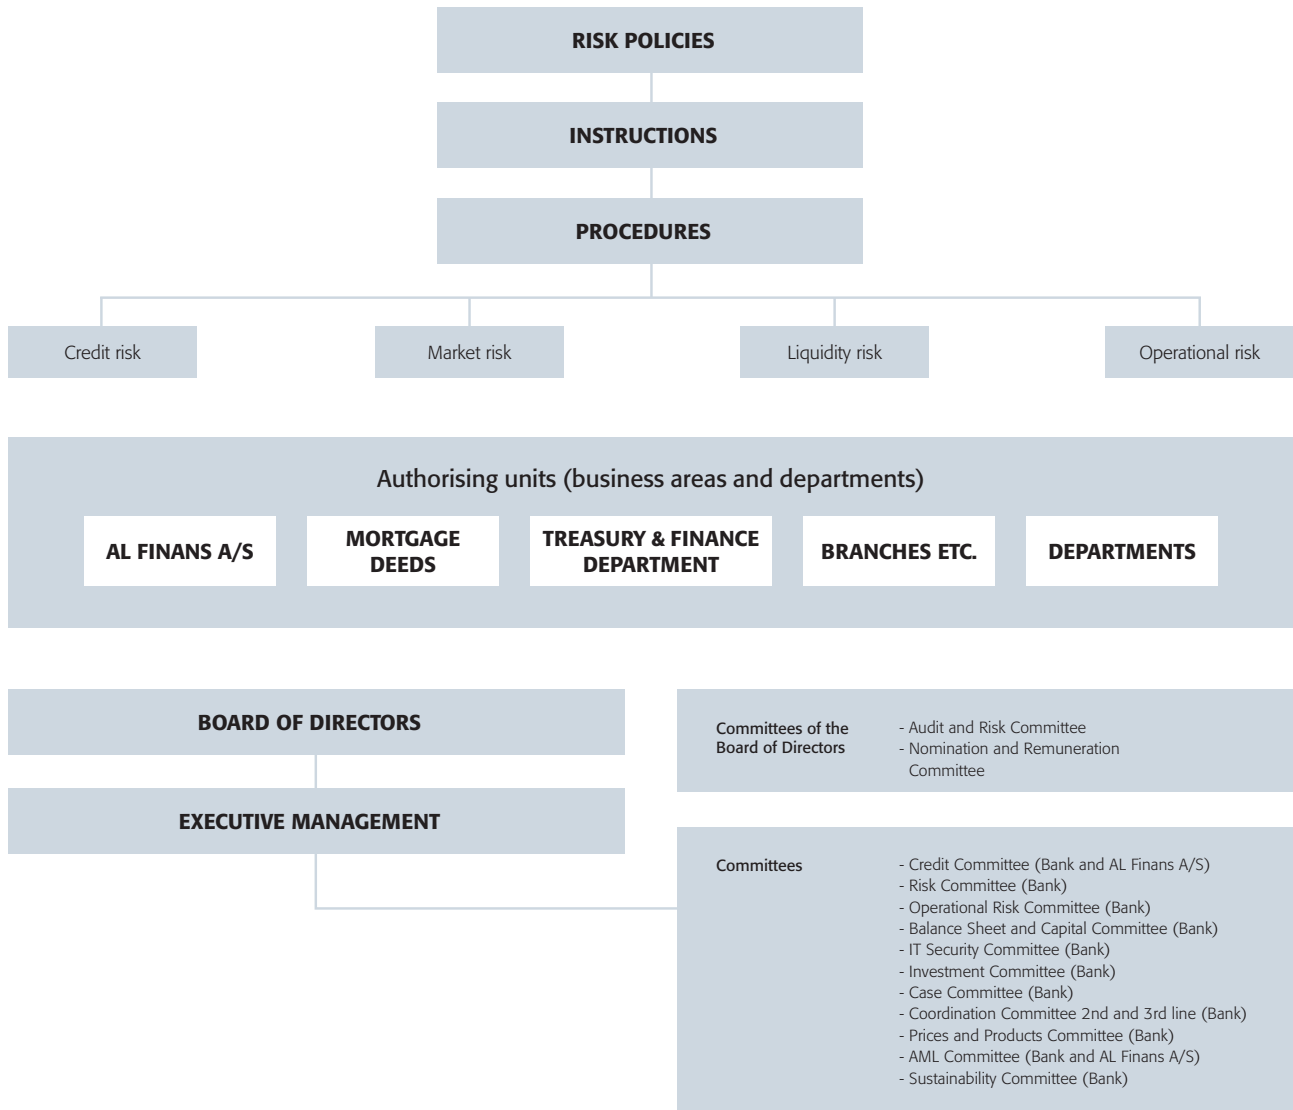 RISK POLICIES
INSTRUCTIONS
PROCEDURES
Credit risk
Market risk
Liquidity risk
Operational risk
Authorising units (business areas and departments)
AL FINANS A/S
MORTGAGE
DEEDS
TREASURY & FINANCE
DEPARTMENT
BRANCHES ETC.
DEPARTMENTS
BOARD OF DIRECTORS
EXECUTIVE MANAGEMENT
Committees of the
Board of Directors
- Audit and Risk Committee
- Nomination and Remuneration
Committee
Committees
- Credit Committee (Bank and AL Finans A/S)
- Risk Committee (Bank)
- Operational Risk Committee (Bank)
- Balance Sheet and Capital Committee (Bank)
- IT Security Committee (Bank)
- Investment Committee (Bank)
- Case Committee (Bank)
- Coordination Committee 2nd and 3rd line (Bank)
- Prices and Products Committee (Bank)
- AML Committee (Bank and AL Finans A/S)
- Sustainability Committee (Bank)